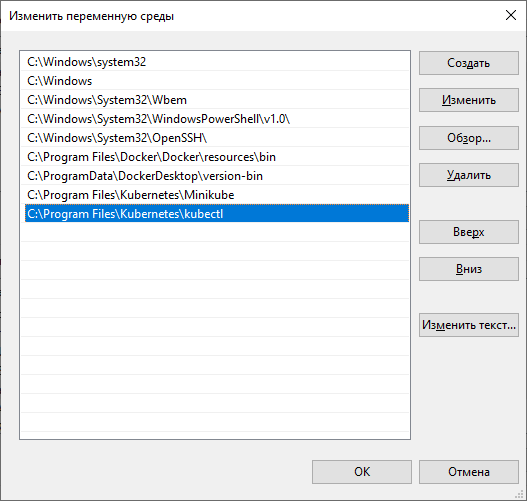 Изменить переменную среды
C:\Windows\system32
C:\Windows
C:\Windows\System32\Wbem
C:\Windows\System32\WindowsPowerShell\v1.0\
C:\Windows\System32\OpenSSH\
C:\Program Files\Docker\Docker\resources\bin
C:\ProgramData\DockerDesktop\version-bin
C:\Program Files\Kubernetes\Minikube
C:\Program Files\Kubernetes\kubectl
Создать
Изменить
Обзор...
Удалить
Вверх
Вниз
Изменить текст...
ОК
Отмена